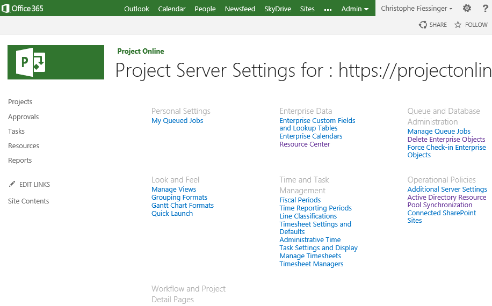 Office 365
Outlook Calendar People Newsfeed SkyDrive Sites ... Admin Christophe Fiessinger ?
SHARE FOLLOW
P
Project Online
Project Server Settings for : https://projectonlin
Projects
Approvals
Tasks
Resources
Reports
EDIT LINKS
Site Contents
Personal Settings
My Queued Jobs
Enterprise Data
Enterprise Custom Fields
and Lookup Tables
Enterprise Calendars
Resource Center
Queue and Database
Administration
Manage Queue Jobs
Delete Enterprise Objects
Force Check-in Enterprise
Objects
Look and Feel
Manage Views
Grouping Formats
Gantt Chart Formats
Quick Launch
Time and Task
Management
Fiscal Periods
Time Reporting Periods
Line Classifications
Timesheet Settings and
Defaults
Administrative Time
Task Settings and Display
Manage Timesheets
Timesheet Managers
Operational Policies
Additional Server Settings
Active Directory Resource
Pool Synchronization
Connected SharePoint
Sites
Workflow and Project
Detail Pages